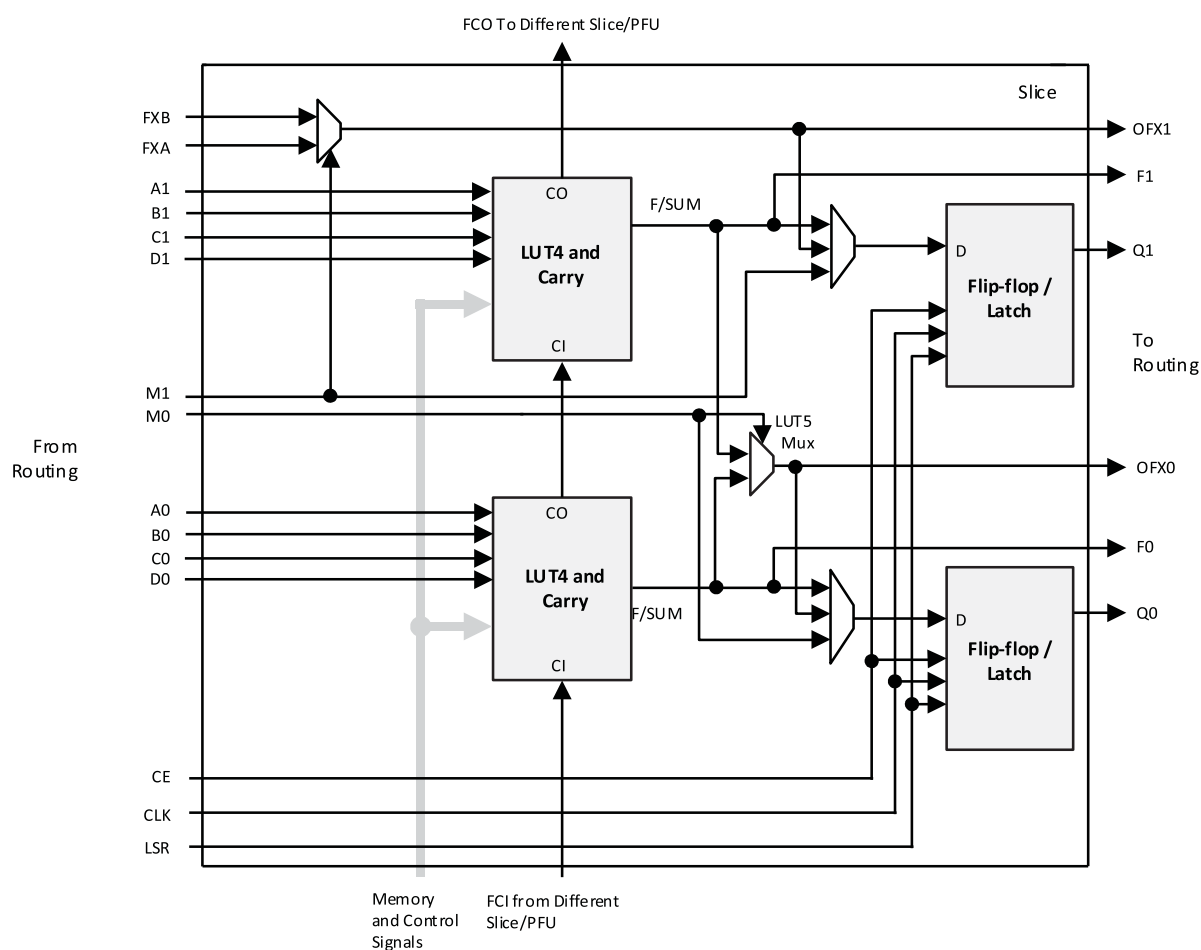 FCO To Different Slice/PFU
Slice
FXB
FXA
OFX1
F1
A1
B1
C1
D1
CO
LUT4 and
Carry
CI
F/SUM
D
Flip-flop /
Latch
Q1
To
Routing
M1
M0
From
Routing
LUT5
Mux
OFX0
A0
B0
C0
D0
CO
LUT4 and
Carry
CI
F/SUM
F0
D
Flip-flop /
Latch
Q0
CE
CLK
LSR
Memory
and Control
Signals
FCI from Different
Slice/PFU